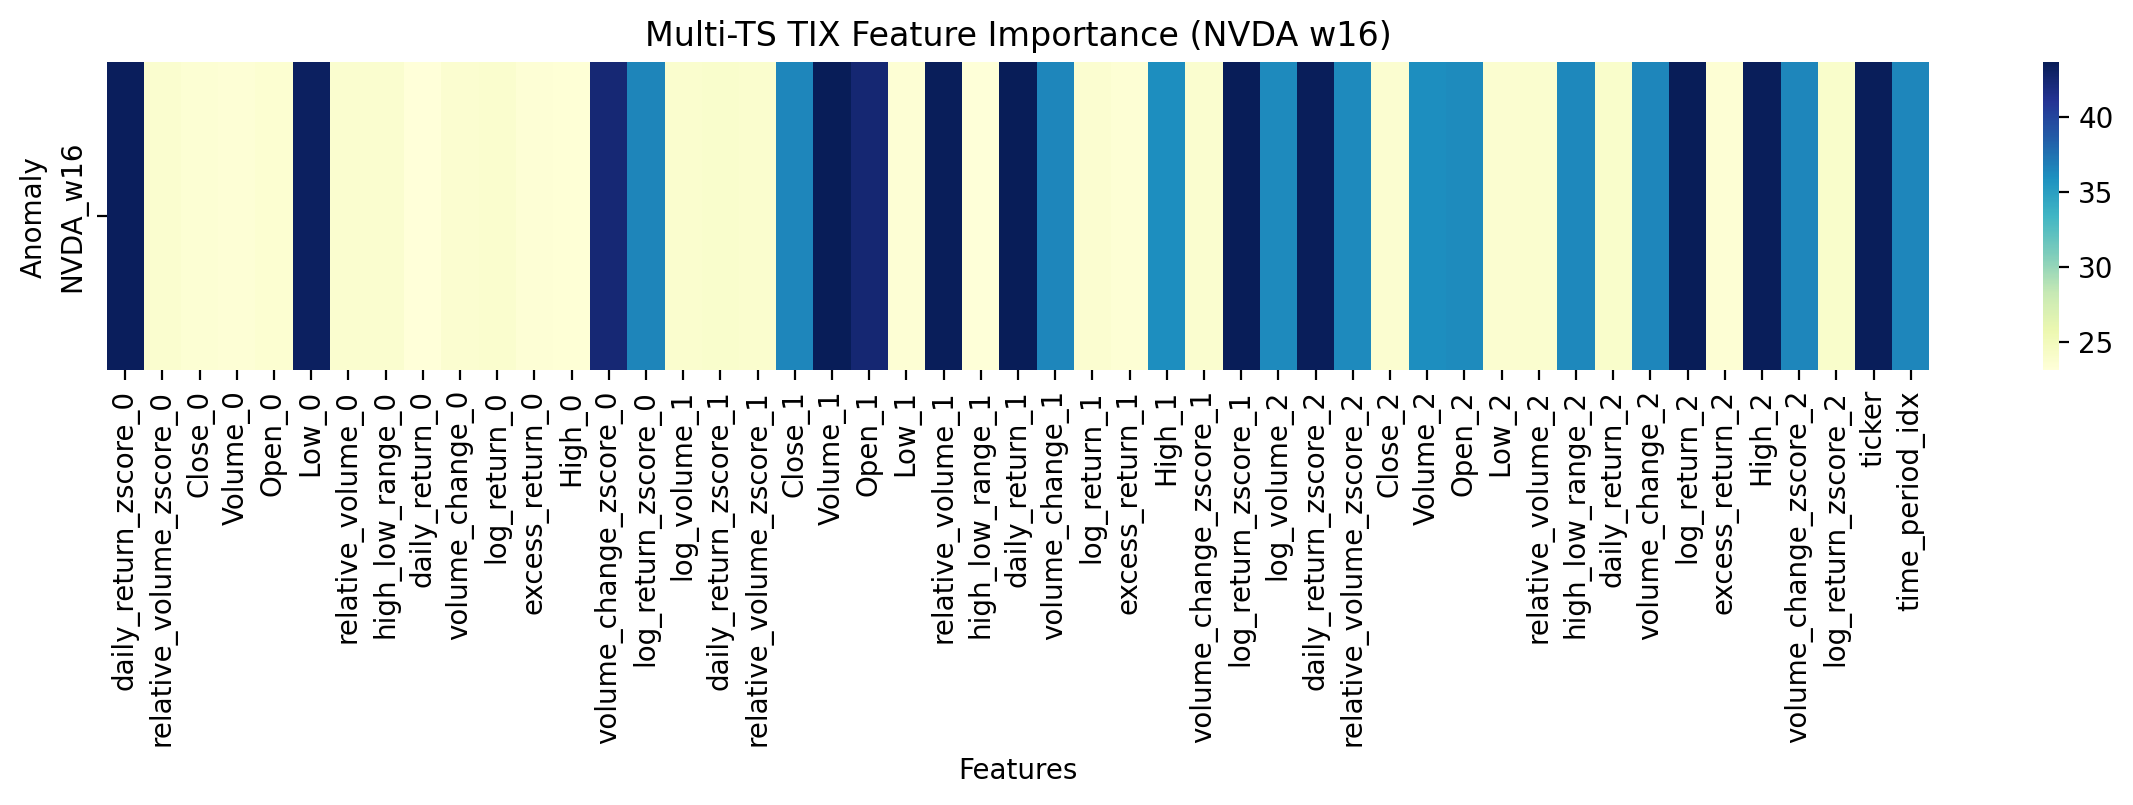 Multi-TS TIX Feature Importance (NVDA w16)
Anomaly
NVDA_w16
40
35
30
25
daily_return_zscore_0
relative_volume_zscore_0
Close_0
Volume_0
Open_0
Low_0
relative_volume_0
high_low_range_0
daily_return_0
volume_change_0
log_return_0
excess_return_0
High_0
volume_change_zscore_0
log_return_zscore_0
log_volume_1
daily_return_zscore_1
relative_volume_zscore_1
Close_1
Volume_1
Open_1
Low_1
relative_volume_1
high_low_range_1
daily_return_1
volume_change_1
log_return_1
excess_return_1
High_1
volume_change_zscore_1
log_return_zscore_1
log_volume_2
daily_return_zscore_2
relative_volume_zscore_2
Close_2
Volume_2
Open_2
Low_2
relative_volume_2
high_low_range_2
daily_return_2
volume_change_2
log_return_2
excess_return_2
High_2
volume_change_zscore_2
log_return_zscore_2
ticker
time_period_idx
Features